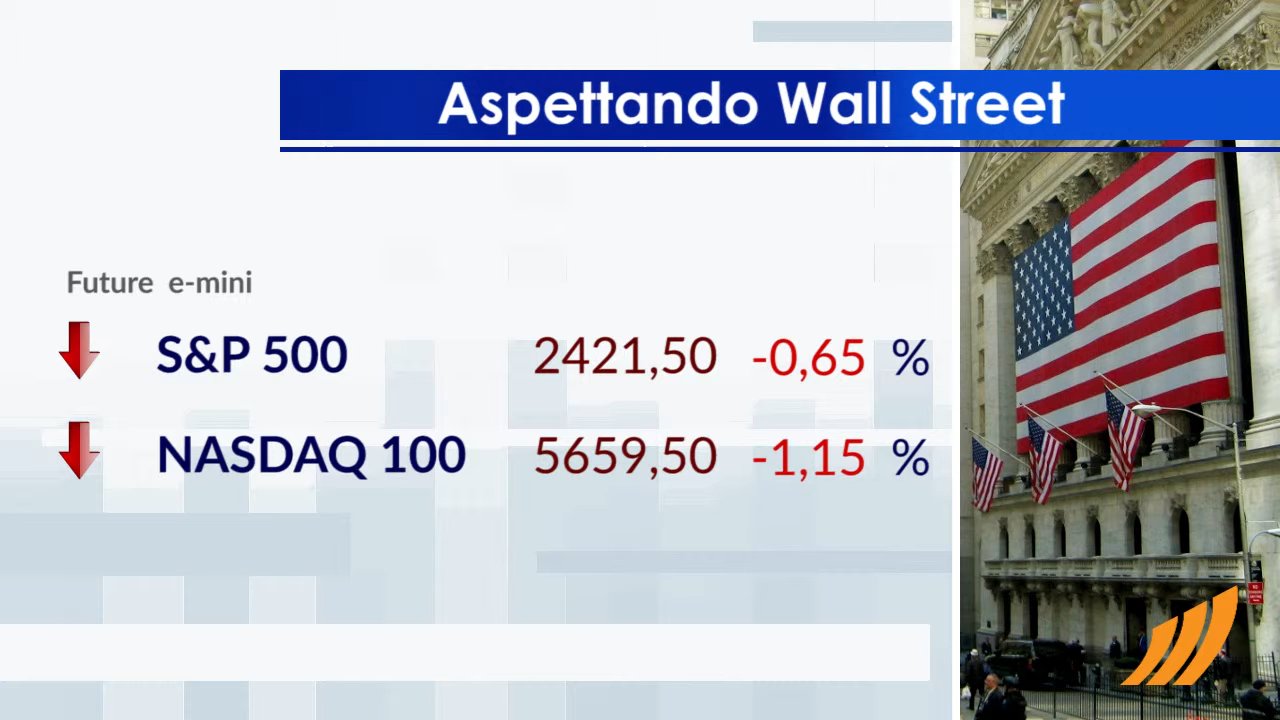 Aspettando Wall Street
Future e-mini
S&P 500 2421,50 -0,65 %
NASDAQ 100 5659,50 -1,15 %